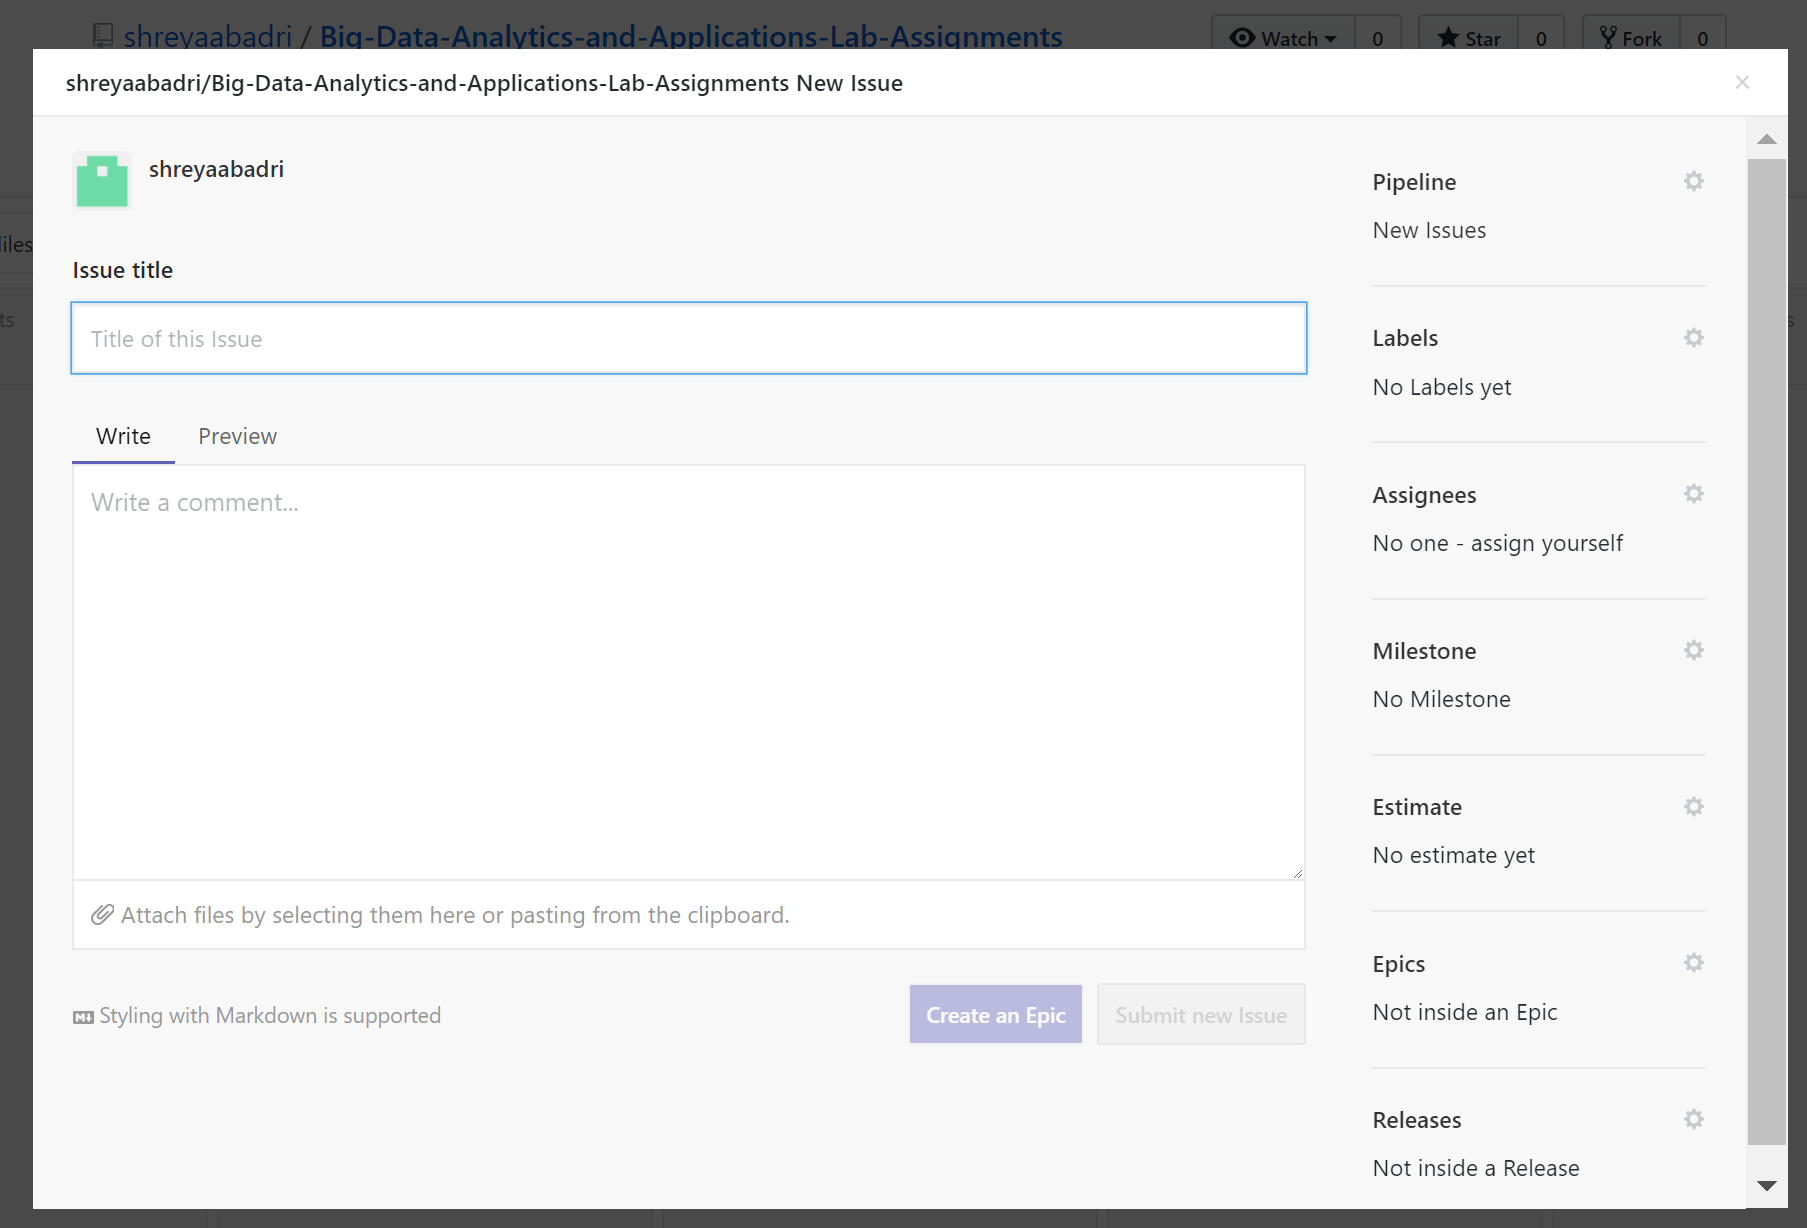 shreyaabadri / Big-Data-Analytics-and-Applications-Lab-Assignments
Watch 0 Star 0 Fork 0
shreyaabadri/Big-Data-Analytics-and-Applications-Lab-Assignments New Issue
shreyaabadri
Issue title
Title of this Issue
Write Preview
Write a comment...
Attach files by selecting them here or pasting from the clipboard.
Styling with Markdown is supported
Create an Epic
Submit new Issue
Pipeline
New Issues
Labels
No Labels yet
Assignees
No one - assign yourself
Milestone
No Milestone
Estimate
No estimate yet
Epics
Not inside an Epic
Releases
Not inside a Release